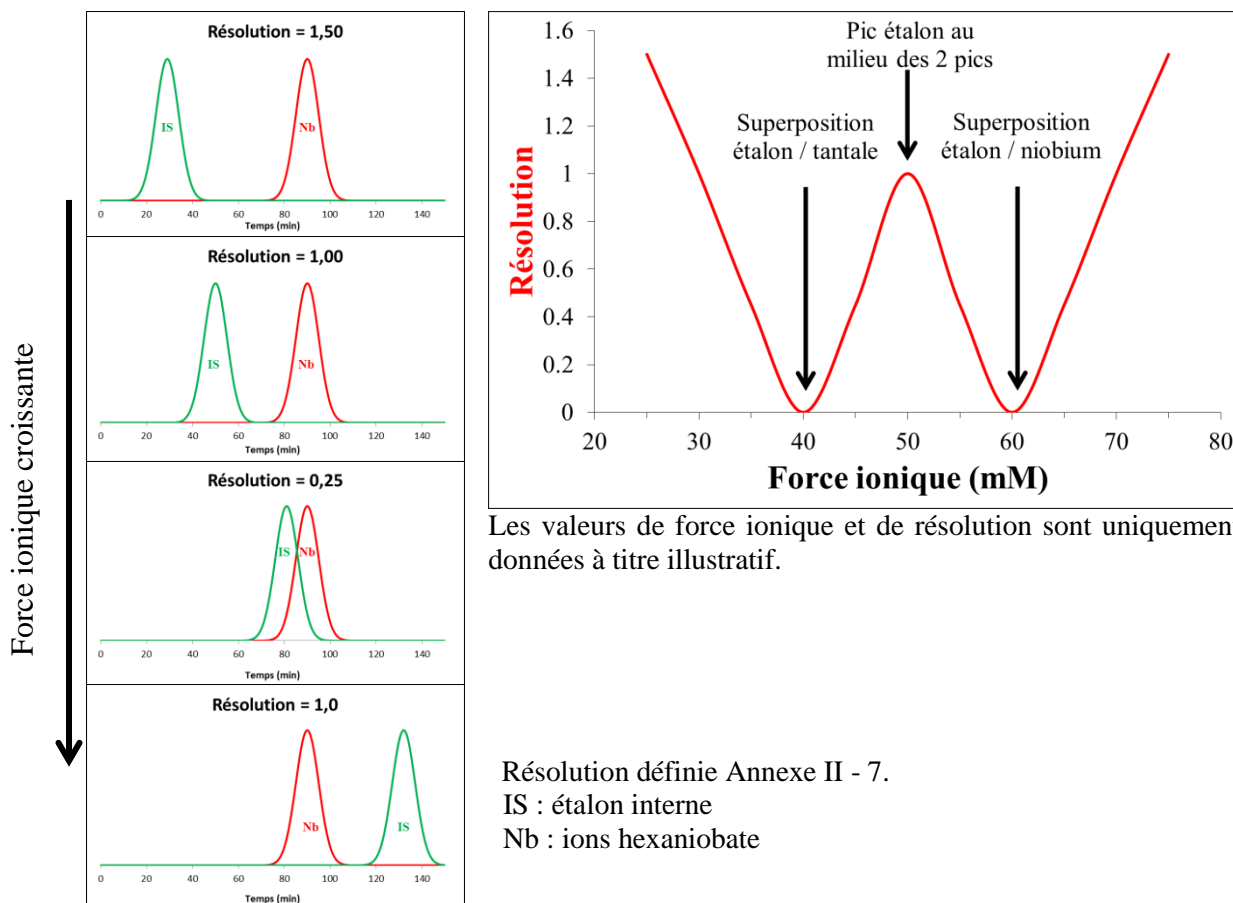 Force ionique croissante
Résolution = 1,50
IS
Nb
0 20 40 60 80 100 120 140
Temps (min)
Résolution = 1,00
IS
Nb
0 20 40 60 80 100 120 140
Temps (min)
Résolution = 0,25
IS
Nb
0 20 40 60 80 100 120 140
Temps (min)
Résolution = 1,0
Nb
IS
0 20 40 60 80 100 120 140
Temps (min)
Résolution
1.6
1.4
1.2
1
0.8
0.6
0.4
0.2
0
Pic étalon au
milieu des 2 pics
Superposition
étalon / tantale
Superposition
étalon / niobium
20 30 40 50 60 70 80
Force ionique (mM)
Les valeurs de force ionique et de résolution sont uniquemen
données à titre illustratif.
Résolution définie Annexe II - 7.
IS : étalon interne
Nb : ions hexaniobate